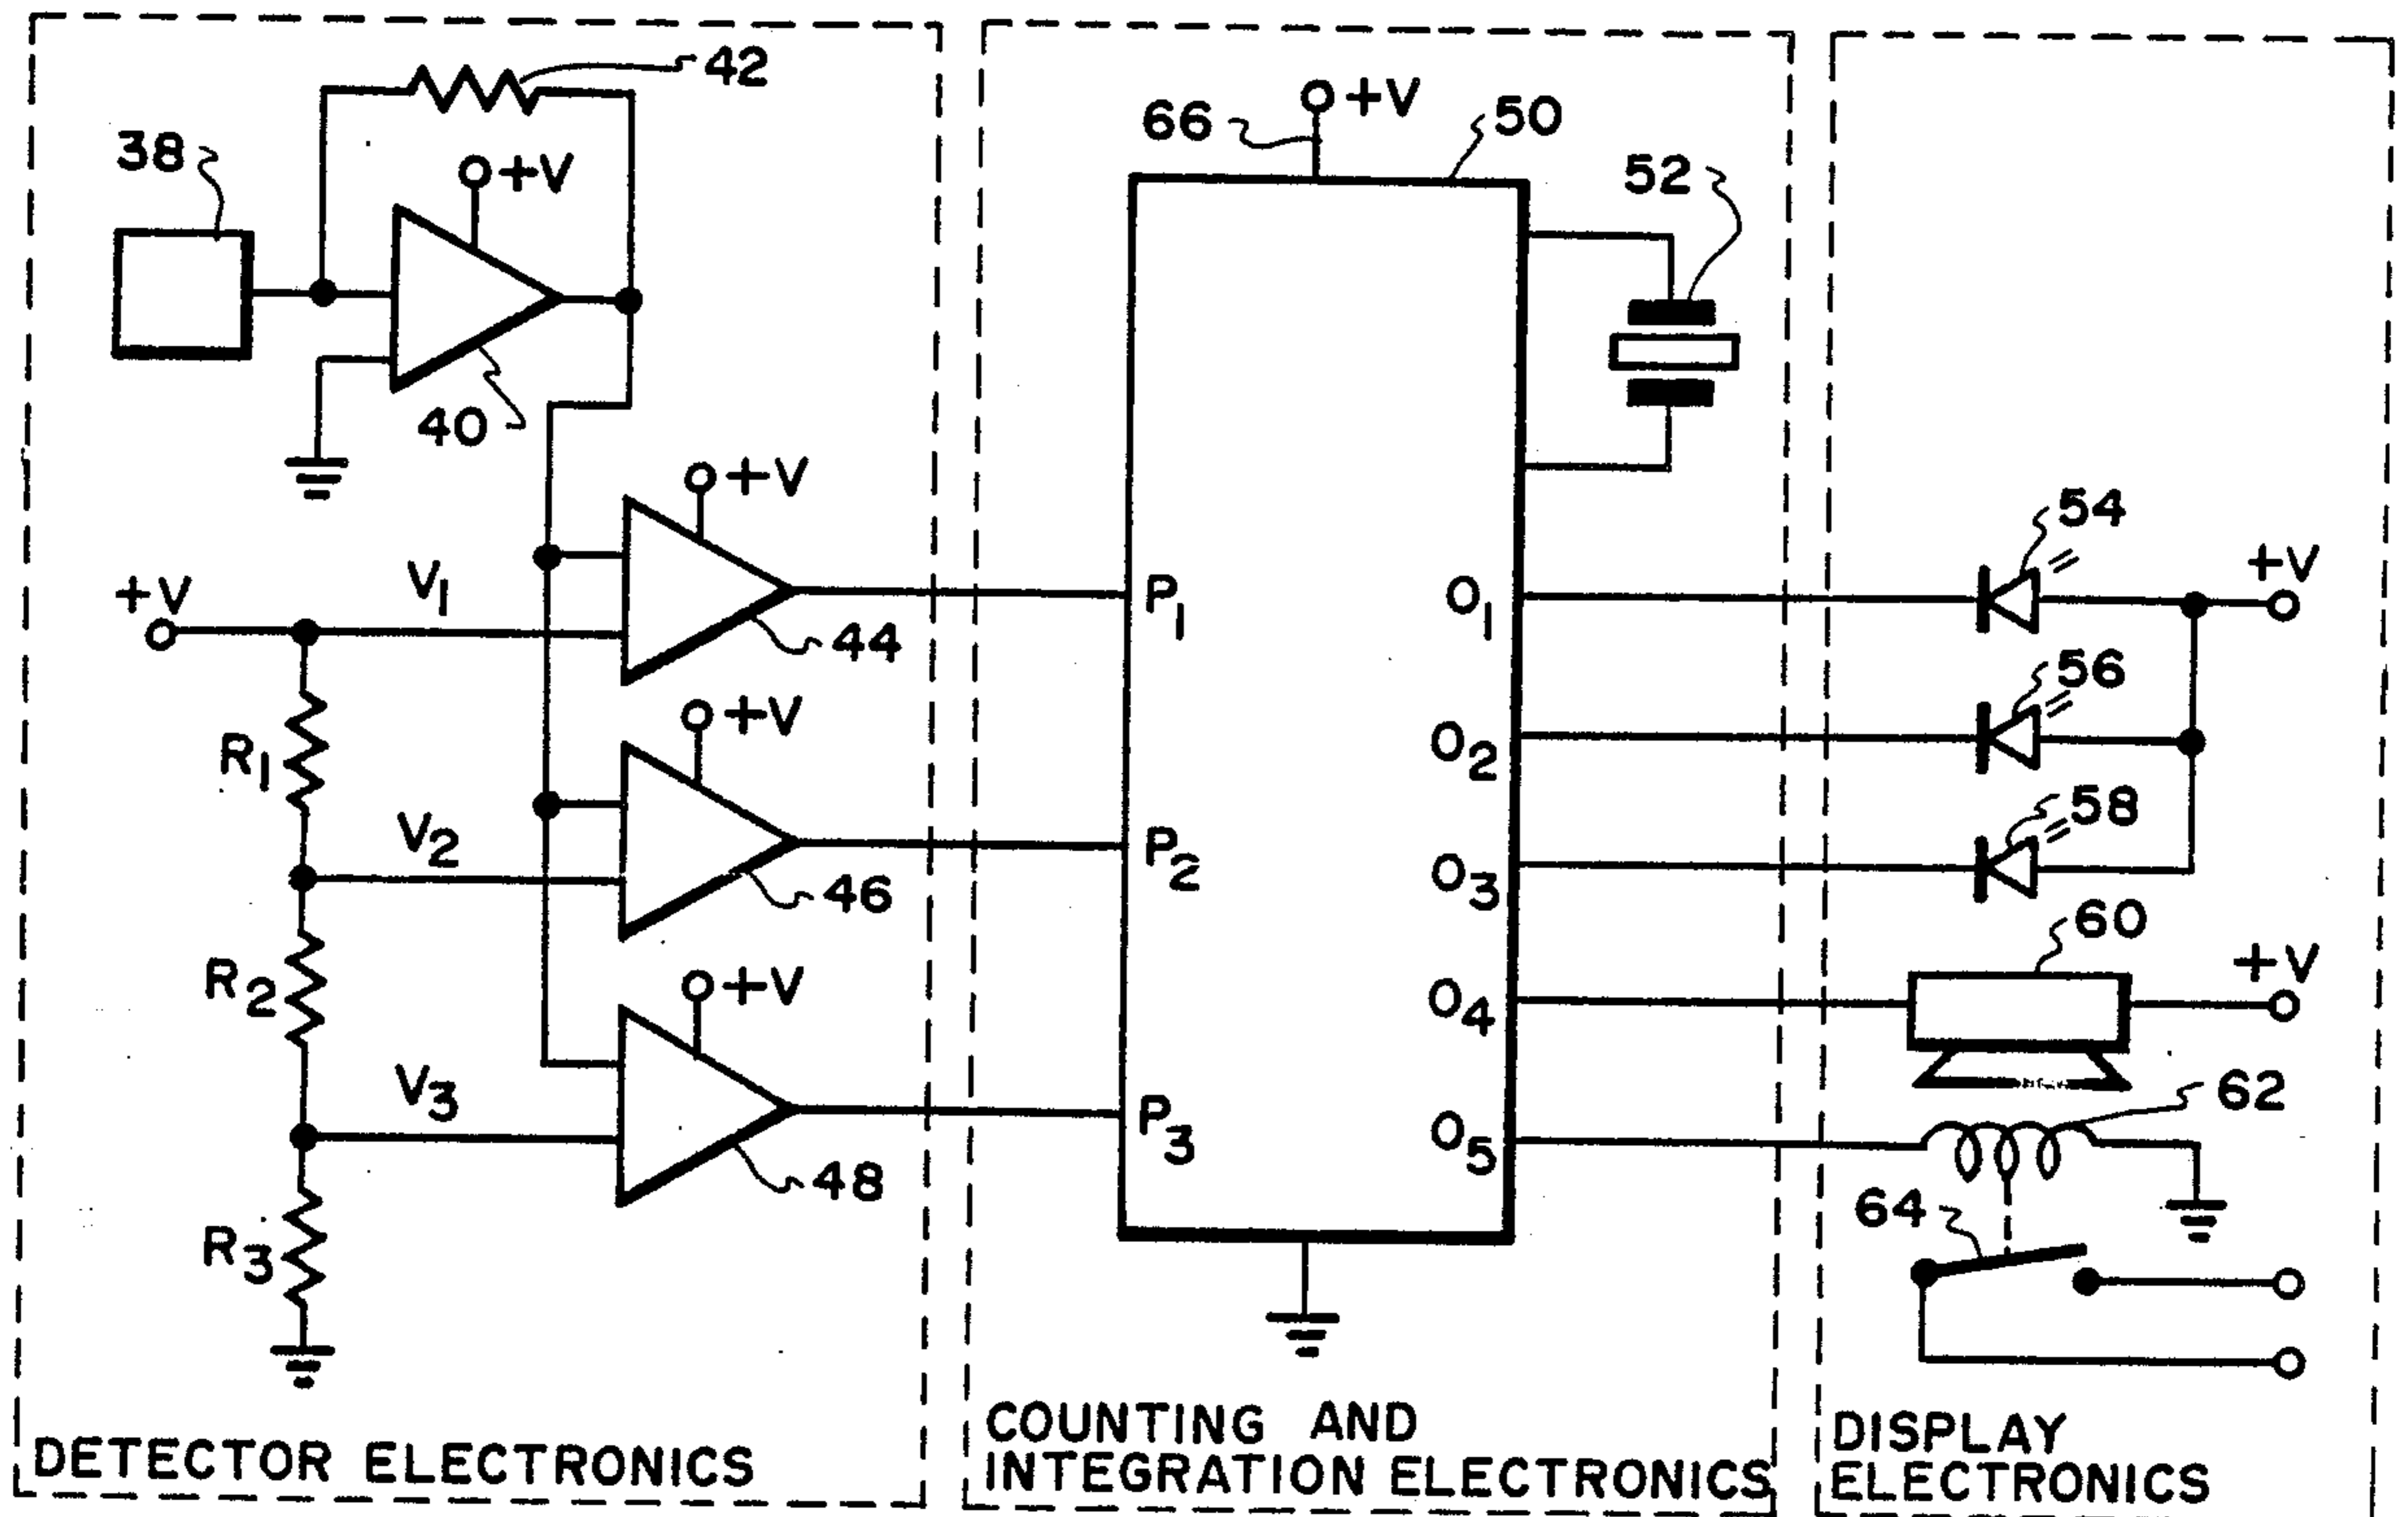 42
38
+V
40
+V
V1
+V
44
R1
+V
V2
46
R2
+V
V3
48
R3
DETECTOR ELECTRONICS
66
+V
50
52
P1
P2
P3
O1
O2
O3
O4
O5
COUNTING AND
INTEGRATION ELECTRONICS
54
+V
56
58
60
+V
62
64
DISPLAY
ELECTRONICS